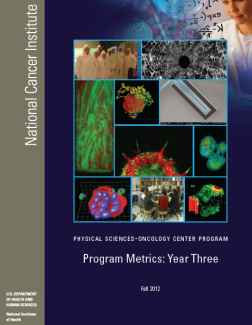 National Cancer Institute
PHYSICAL SCIENCES-ONCOLOGY CENTER PROGRAM
Program Metrics: Year Three
Fall 2012
U.S. DEPARTMENT
OF HEALTH AND
HUMAN SERVICES
National Institutes
of Health